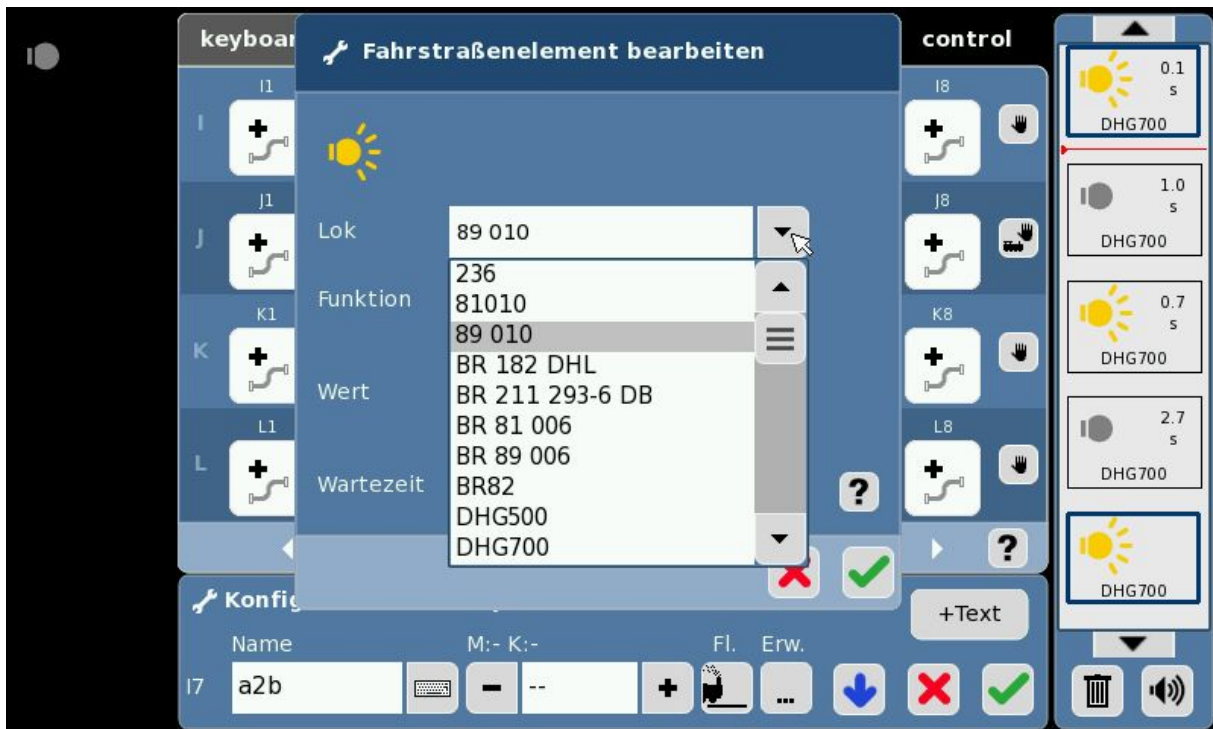 keyboar
Fahrstraßenelement bearbeiten
control
I1
I8
I
J1
J8
J
K1
K8
K
L1
L8
L
Lok
89 010
236
81010
89 010
BR 182 DHL
BR 211 293-6 DB
BR 81 006
BR 89 006
BR82
DHG500
DHG700
Funktion
Wert
Wartezeit
?
?
Konfig
+Text
Name
M:- K:-
Fl.
Erw.
I7
a2b
--
...
0.1
s
DHG700
1.0
s
DHG700
0.7
s
DHG700
2.7
s
DHG700
DHG700